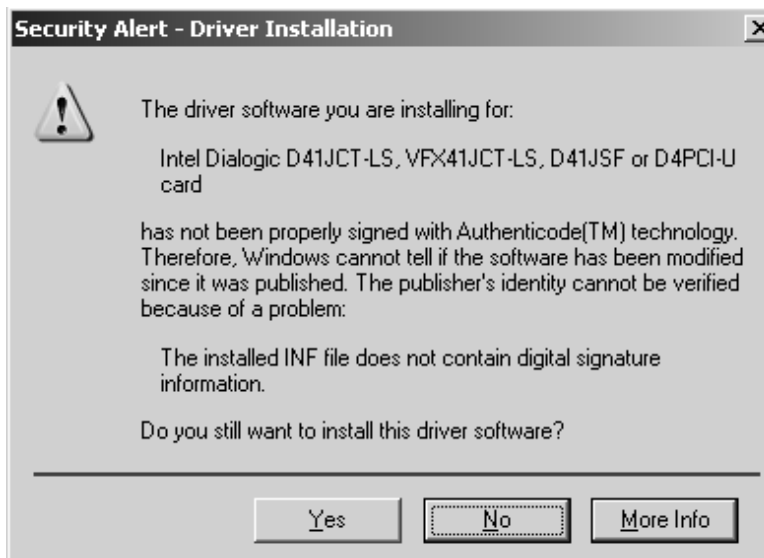 Security Alert - Driver Installation
The driver software you are installing for:
Intel Dialogic D41JCT-LS, VFX41JCT-LS, D41JSF or D4PCI-U
card
has not been properly signed with Authenticode(TM) technology.
Therefore, Windows cannot tell if the software has been modified
since it was published. The publisher's identity cannot be verified
because of a problem:
The installed INF file does not contain digital signature
information.
Do you still want to install this driver software?
Yes No More Info